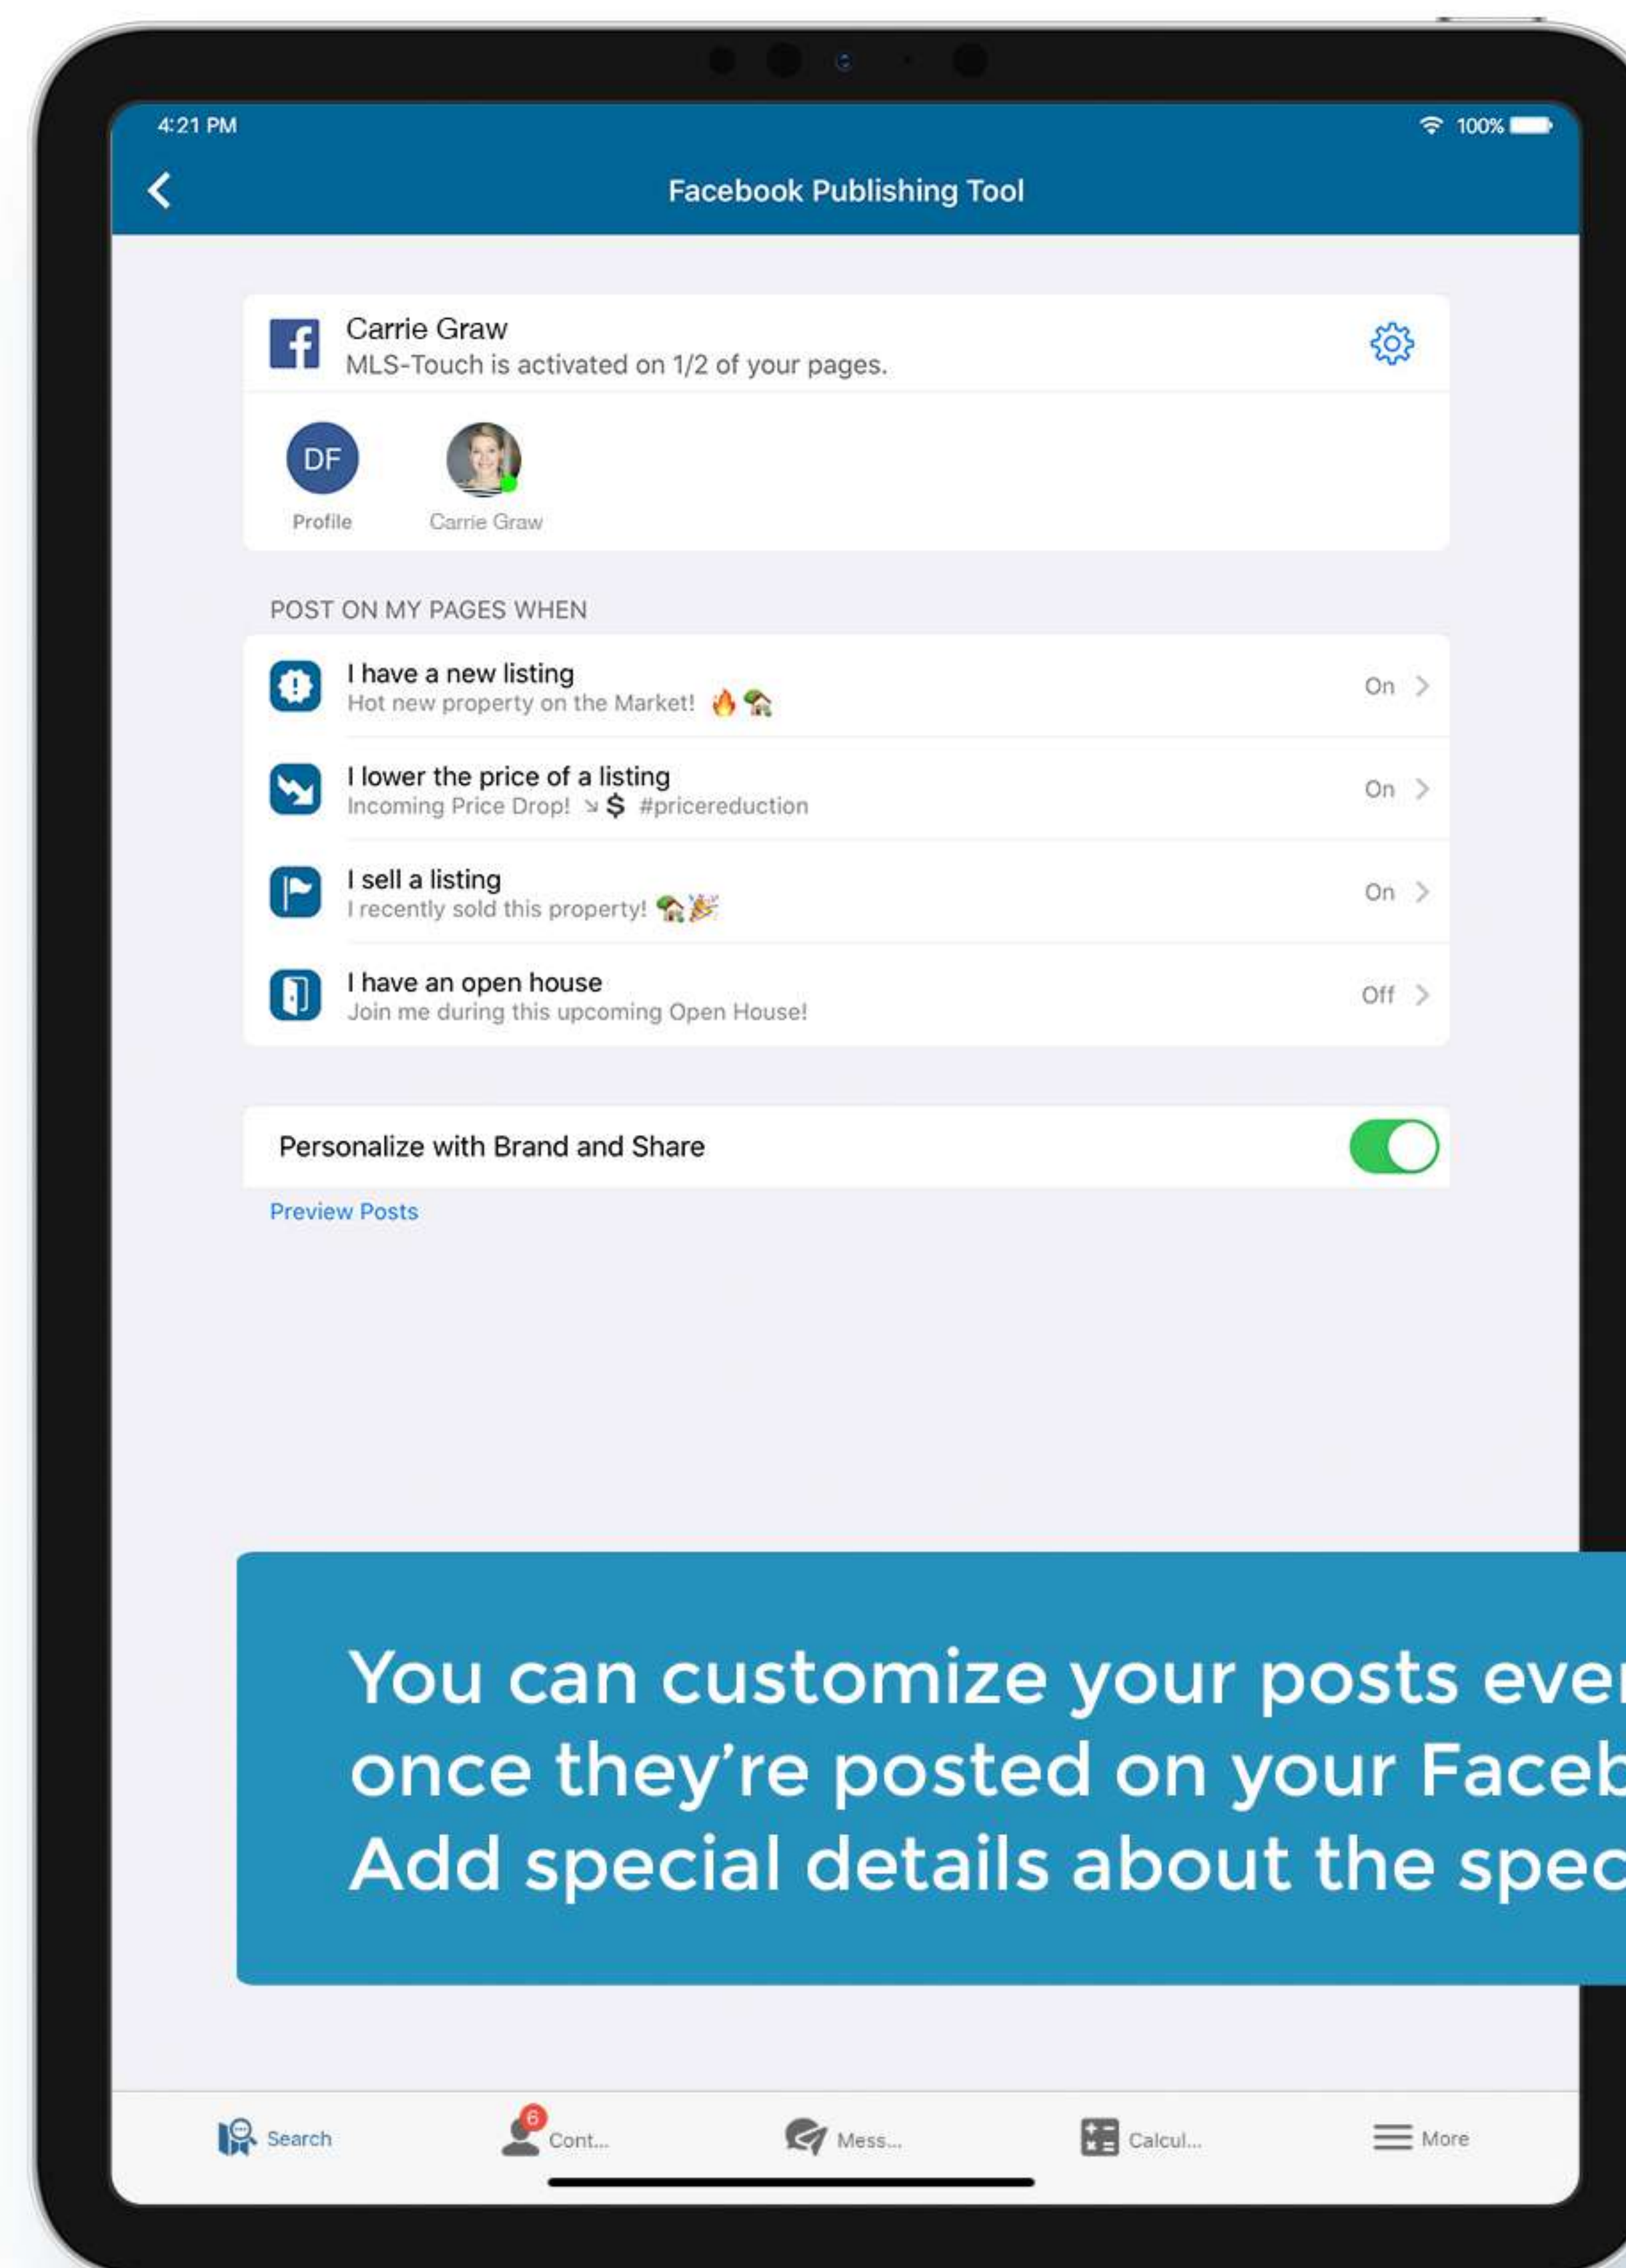 4:21 PM 100%
Facebook Publishing Tool
Carrie Graw
MLS-Touch is activated on 1/2 of your pages.
DF
Profile Carrie Graw
POST ON MY PAGES WHEN
I have a new listing
Hot new property on the Market! 🔥🏡
On
I lower the price of a listing
Incoming Price Drop! ↘💲 #pricereduction
On
I sell a listing
I recently sold this property! 🏡🎉
On
I have an open house
Join me during this upcoming Open House!
Off
Personalize with Brand and Share
Preview Posts
You can customize your posts
once they’re posted on your
Add special details about the
Search
6
Cont...
Mess...
Calcul...
More